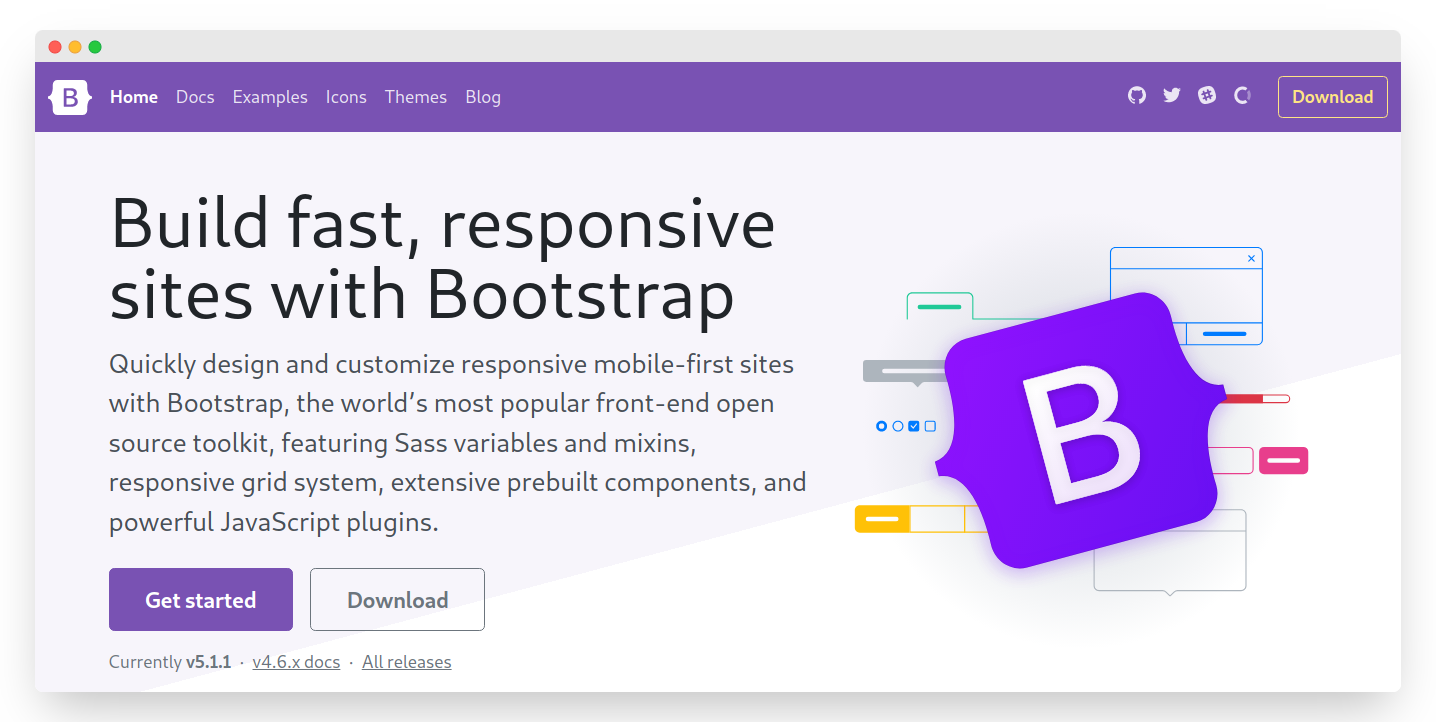 B Home Docs Examples Icons Themes Blog Download
Build fast, responsive
sites with Bootstrap
Quickly design and customize responsive mobile-first sites
with Bootstrap, the world’s most popular front-end open
source toolkit, featuring Sass variables and mixins,
responsive grid system, extensive prebuilt components, and
powerful JavaScript plugins.
Get started Download
Currently v5.1.1 · v4.6.x docs · All releases
B